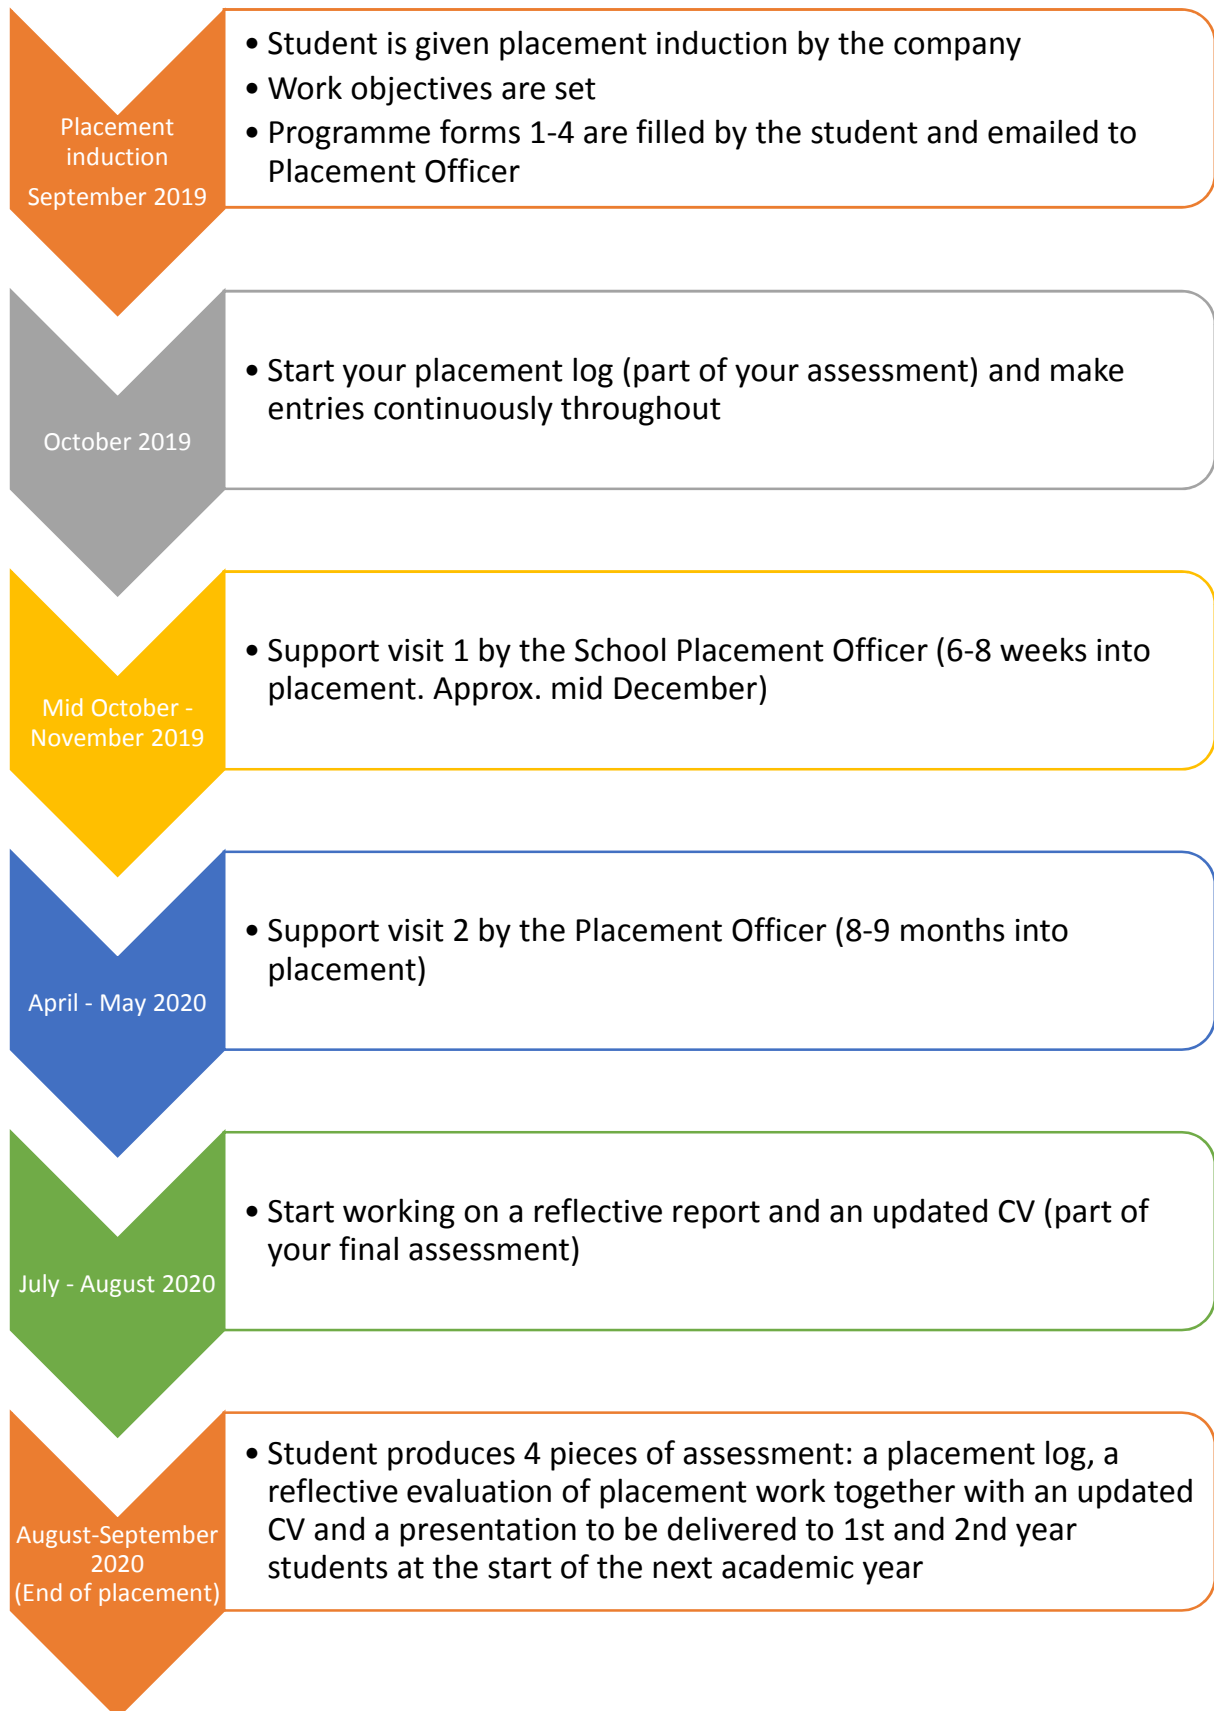 Placement
induction
September 2019
• Student is given placement induction by the company
• Work objectives are set
• Programme forms 1-4 are filled by the student and emailed to
Placement Officer
October 2019
• Start your placement log (part of your assessment) and make
entries continuously throughout
Mid October -
November 2019
• Support visit 1 by the School Placement Officer (6-8 weeks into
placement. Approx. mid December)
April - May 2020
• Support visit 2 by the Placement Officer (8-9 months into
placement)
July - August 2020
• Start working on a reflective report and an updated CV (part of
your final assessment)
August-September
2020
(End of placement)
• Student produces 4 pieces of assessment: a placement log, a
reflective evaluation of placement work together with an updated
CV and a presentation to be delivered to 1st and 2nd year
students at the start of the next academic year